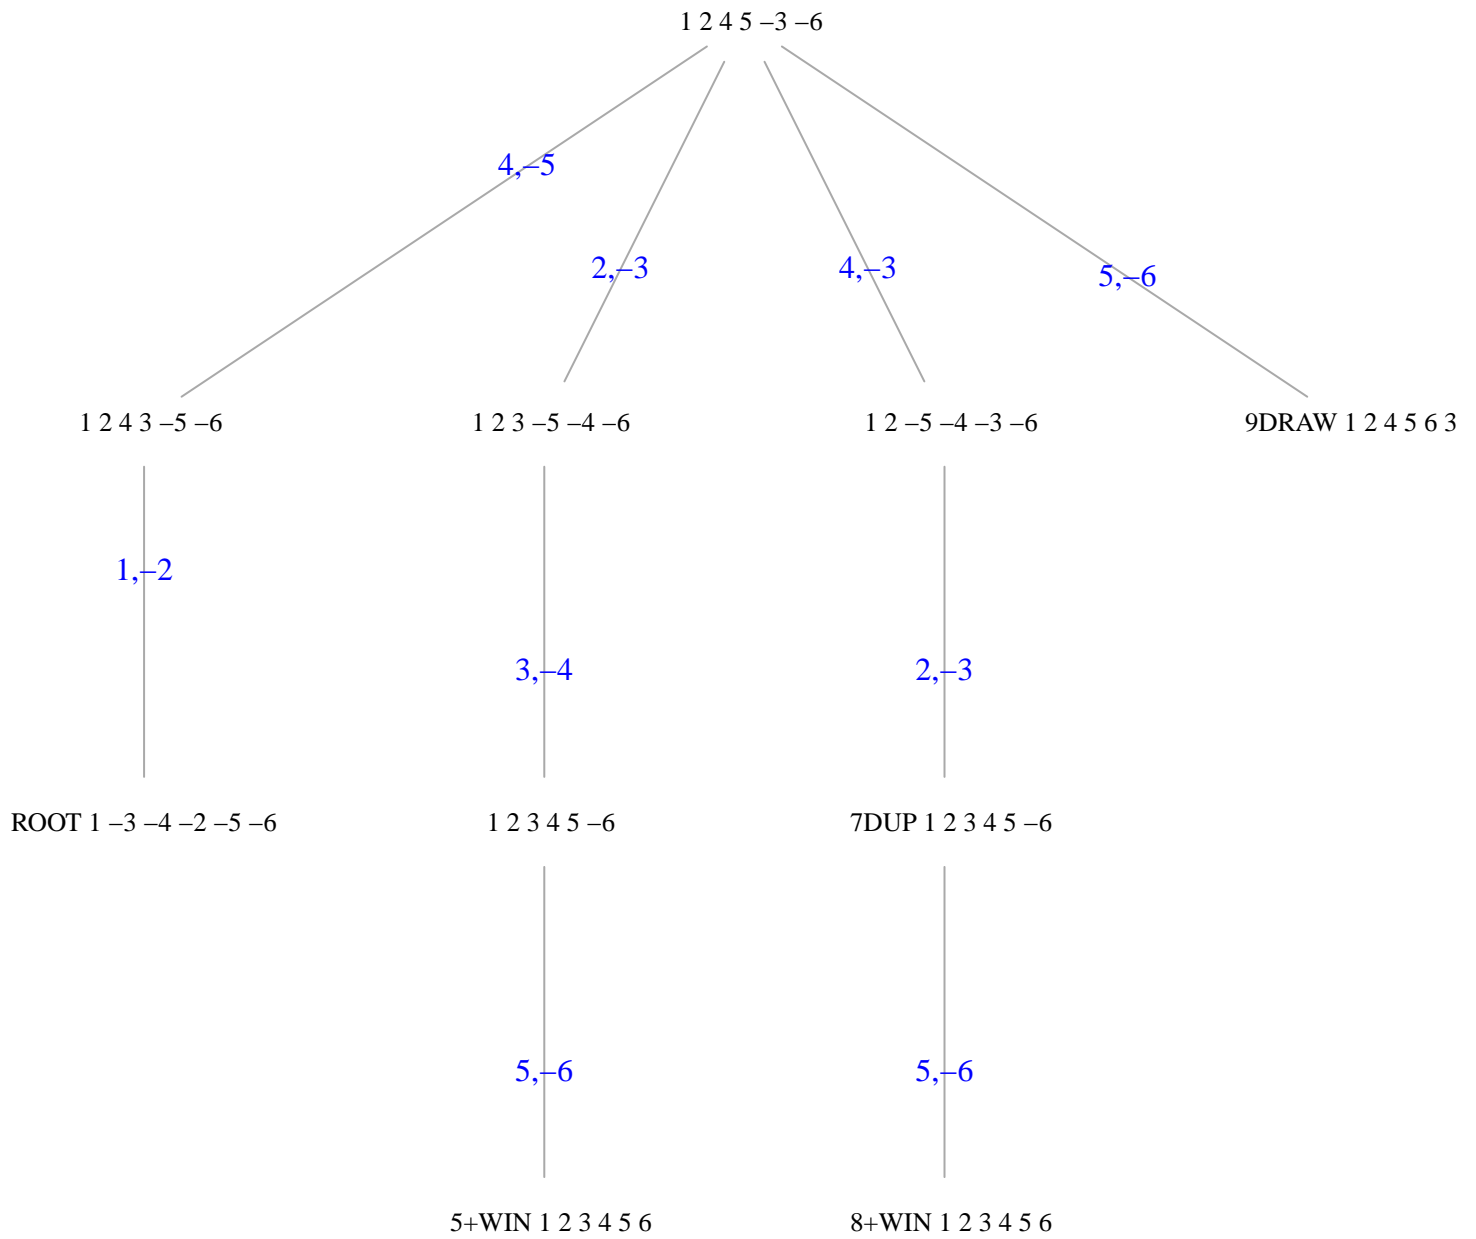 1 2 4 5 –3 –6
4,–5
2,–3
4,–3
5,–6
1 2 4 3 –5 –6
1 2 3 –5 –4 –6
1 2 –5 –4 –3 –6
9DRAW 1 2 4 5 6 3
1,–2
3,–4
2,–3
ROOT 1 –3 –4 –2 –5 –6
1 2 3 4 5 –6
7DUP 1 2 3 4 5 –6
5,–6
5,–6
5+WIN 1 2 3 4 5 6
8+WIN 1 2 3 4 5 6